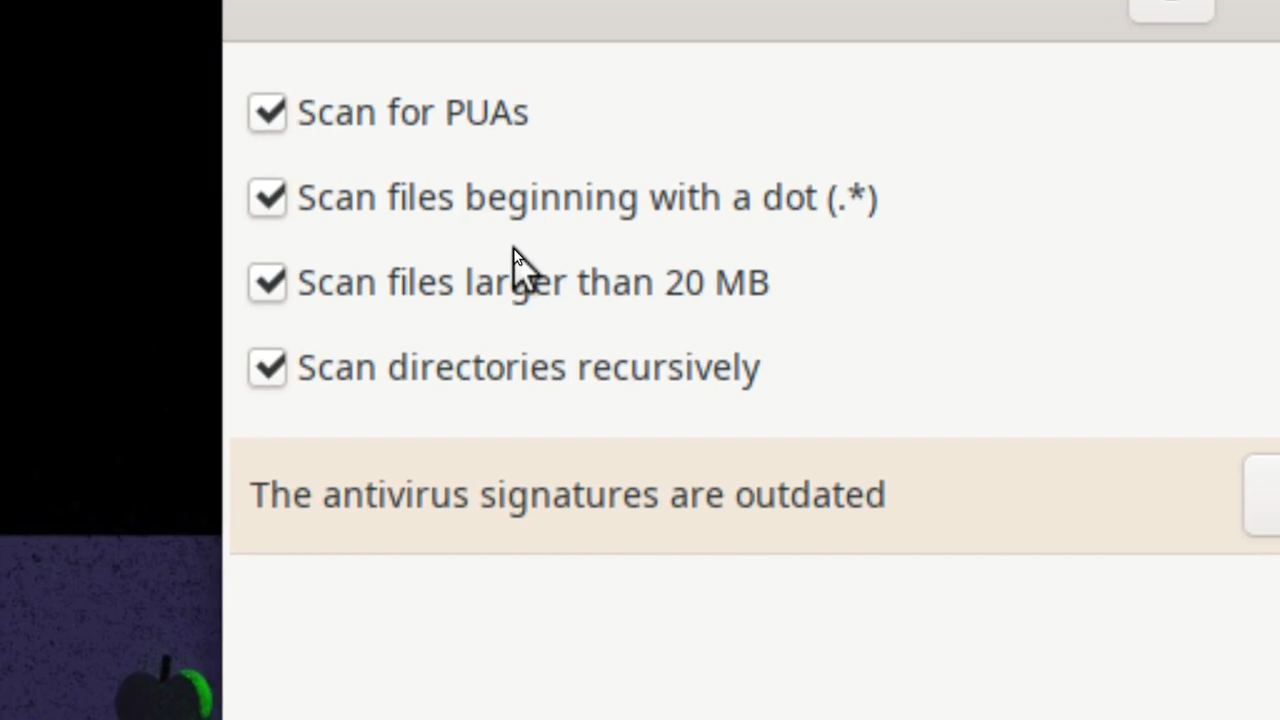 Scan for PUAs
Scan files beginning with a dot (.*)
Scan files larger than 20 MB
Scan directories recursively
The antivirus signatures are outdated